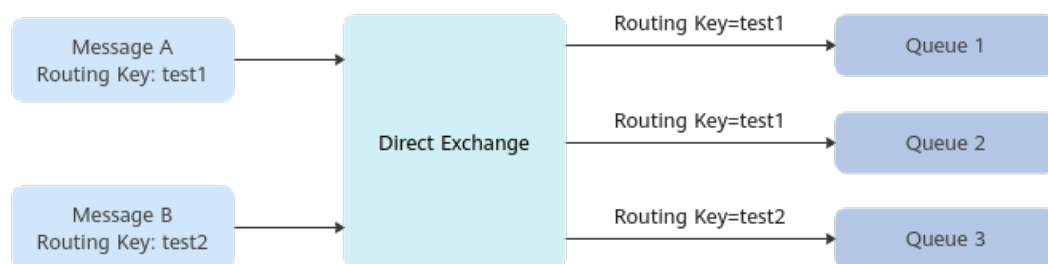 Message A
Routing Key: test1
Message B
Routing Key: test2
Direct Exchange
Routing Key=test1
Queue 1
Routing Key=test1
Queue 2
Routing Key=test2
Queue 3